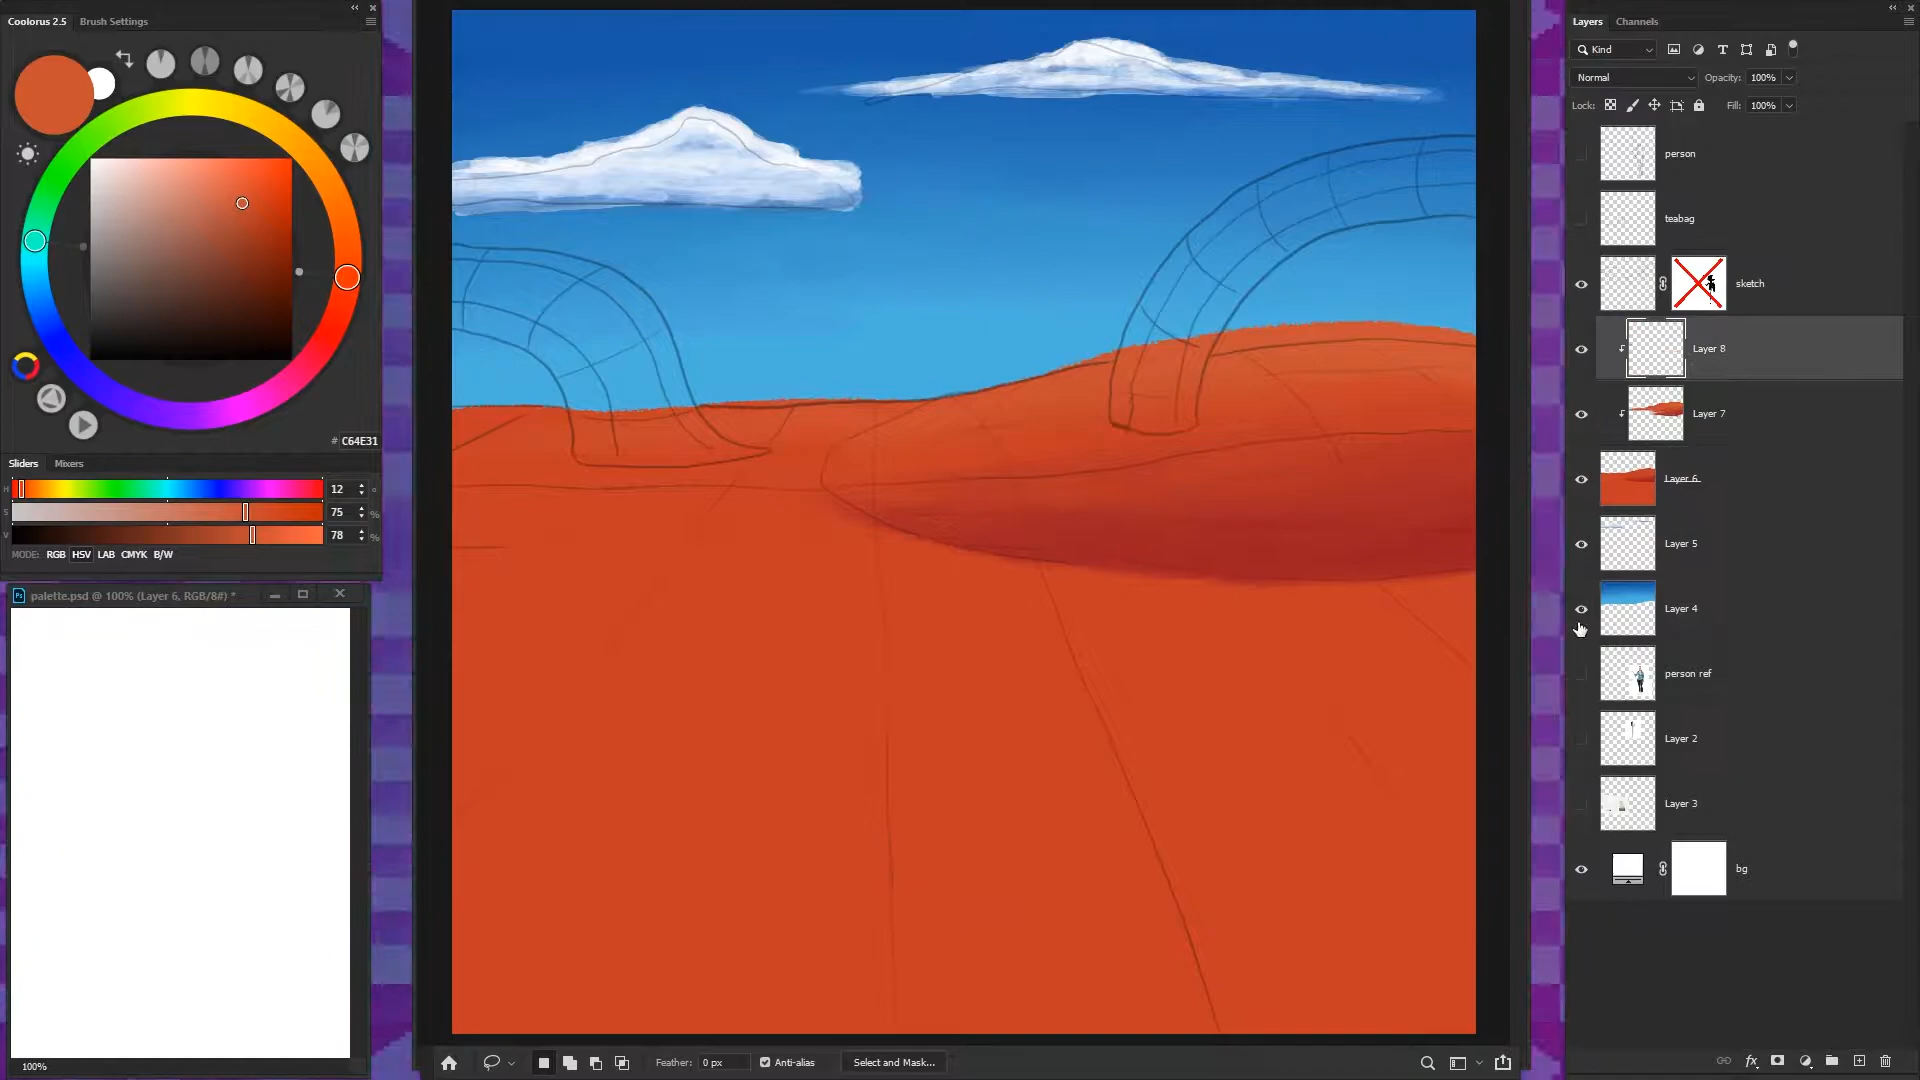 Coolorus 2.5 Brush Settings
# C64E31
Sliders Mixers
H 12 °
S 75 %
V 78 %
MODE: RGB HSV LAB CMYK B/W
Ps palette.psd @ 100% (Layer 6, RGB/8#) *
100%
Feather: 0 px Anti-alias Select and Mask...
Layers Channels
Kind
Normal Opacity: 100%
Lock: Fill: 100%
person
teabag
sketch
Layer 8
Layer 7
Layer 6
Layer 5
Layer 4
person ref
Layer 2
Layer 3
bg
fx